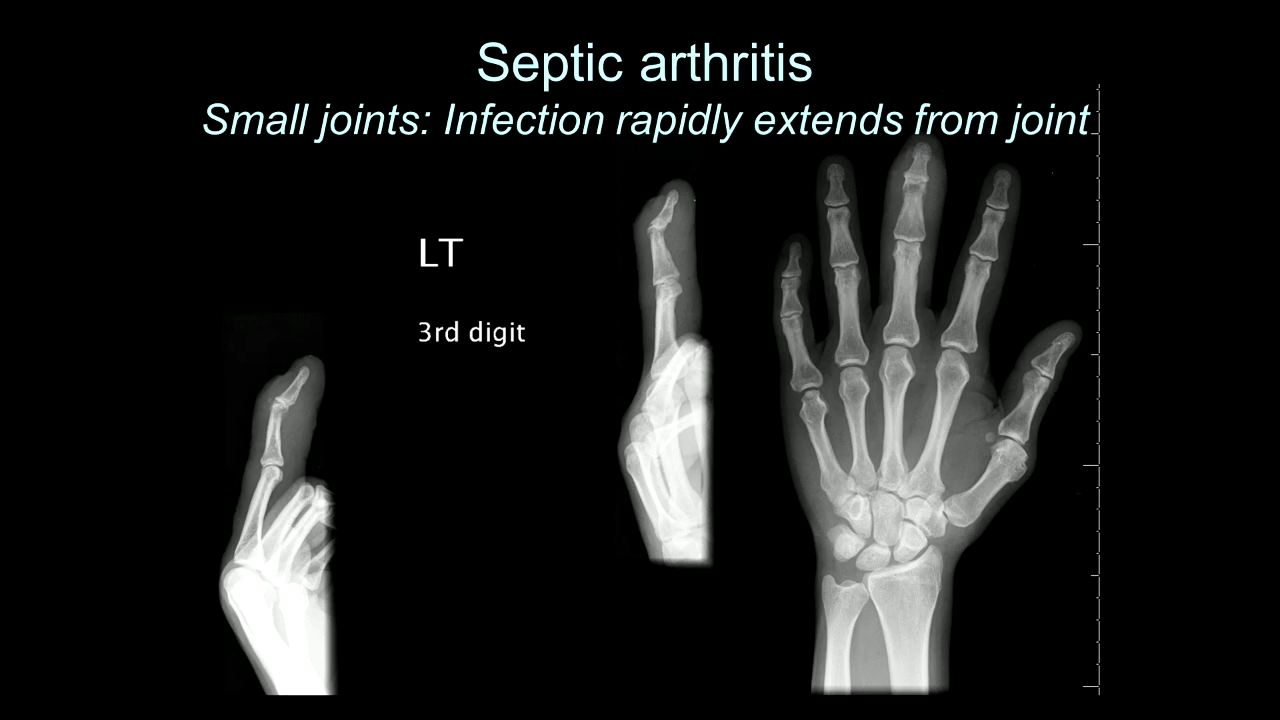 Septic arthritis
Small joints: Infection rapidly extends from joint
LT
3rd digit